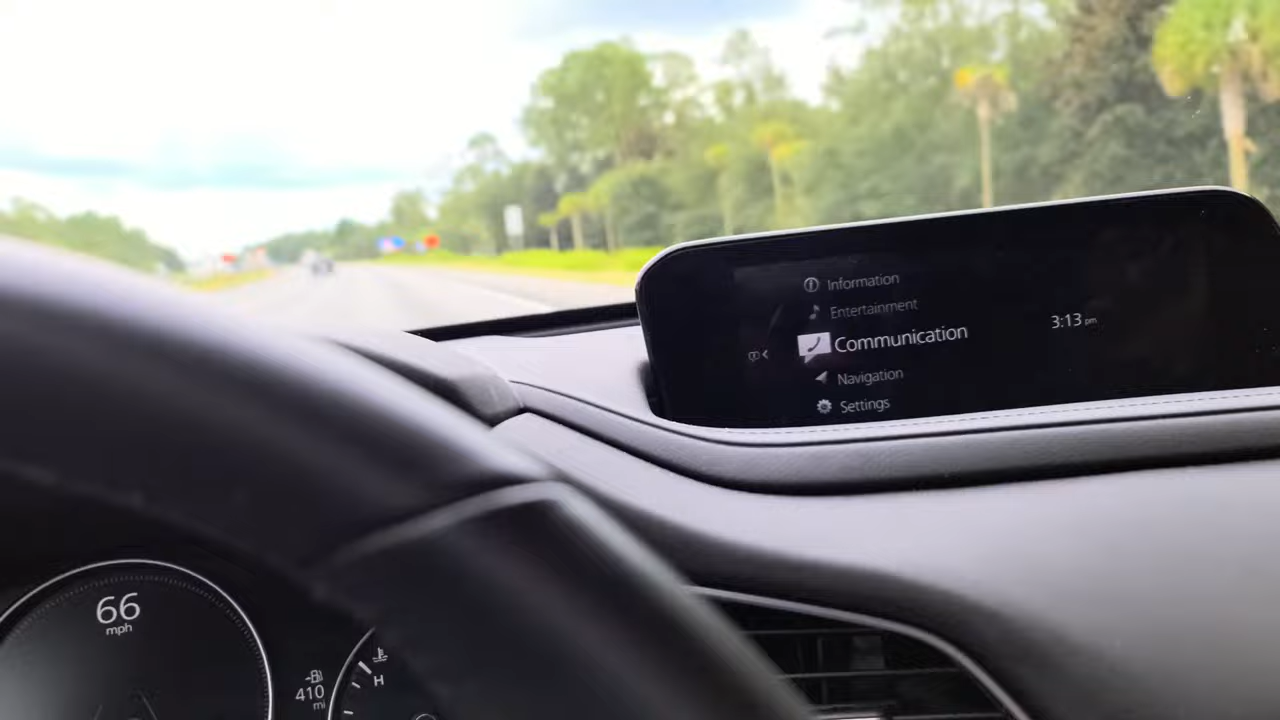 Information
Entertainment
Communication
3:13 pm
Navigation
Settings
66
mph
410
mi
H